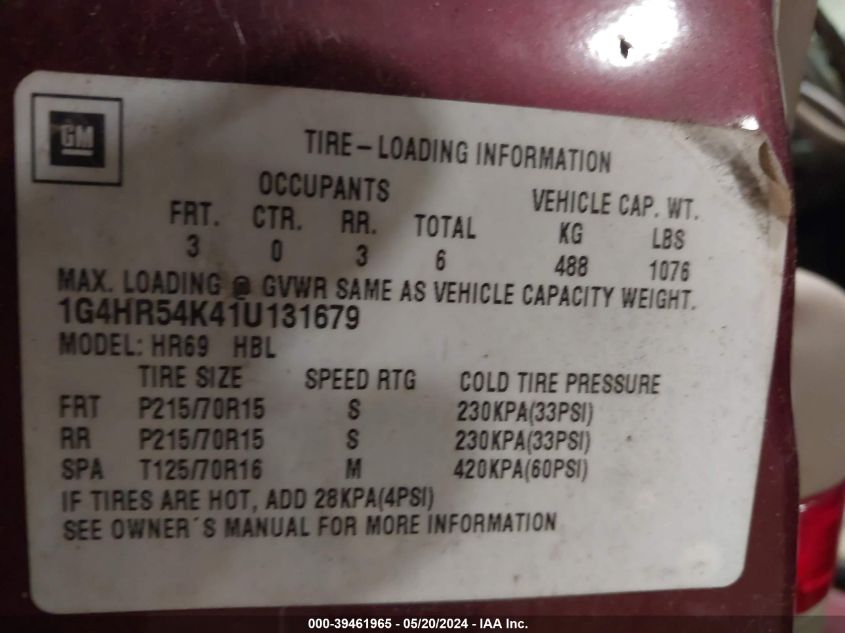 GM
TIRE-LOADING INFORMATION
OCCUPANTS VEHICLE CAP. WT.
FRT. CTR. RR. TOTAL KG LBS
3 0 3 6 488 1076
MAX. LOADING @ GVWR SAME AS VEHICLE CAPACITY WEIGHT.
1G4HR54K41U131679
MODEL: HR69 HBL
TIRE SIZE SPEED RTG COLD TIRE PRESSURE
FRT P215/70R15 S 230KPA(33PSI)
RR P215/70R15 S 230KPA(33PSI)
SPA T125/70R16 M 420KPA(60PSI)
IF TIRES ARE HOT, ADD 28KPA(4PSI)
SEE OWNER´S MANUAL FOR MORE INFORMATION
000-39461965 - 05/20/2024 - IAA Inc.